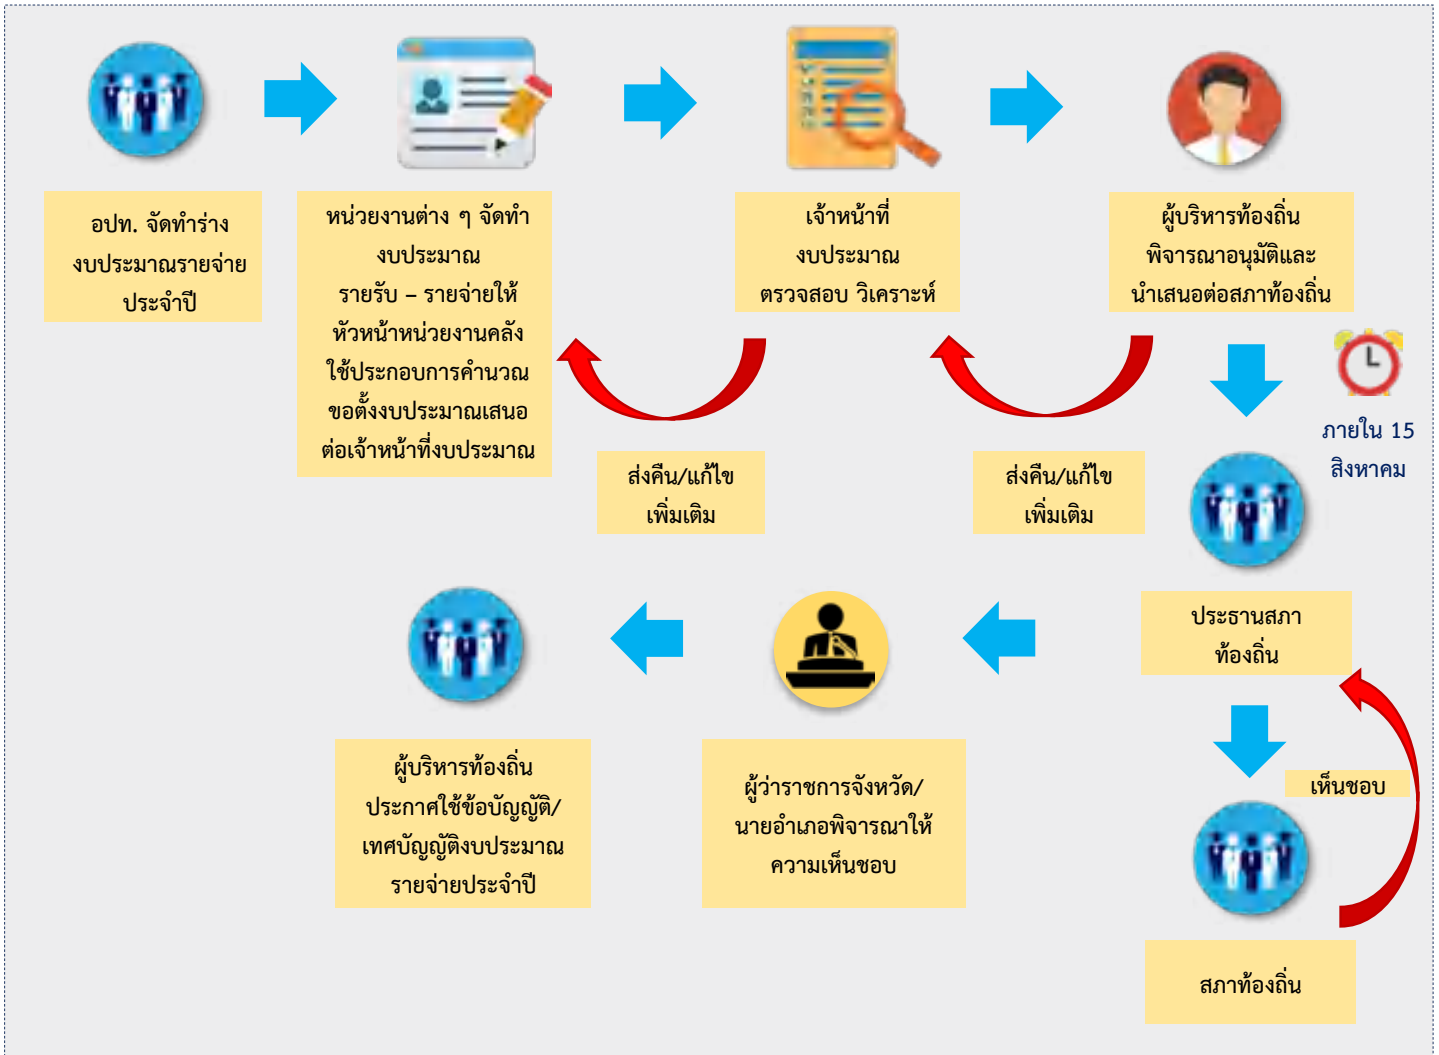 อปท. จัดทำร่าง
งบประมาณรายจ่าย
ประจำปี
หน่วยงานต่าง ๆ จัดทำ
งบประมาณ
รายรับ – รายจ่ายให้
หัวหน้าหน่วยงานคลัง
ใช้ประกอบการคำนวณ
ขอตั้งงบประมาณเสนอ
ต่อเจ้าหน้าที่งบประมาณ
เจ้าหน้าที่
งบประมาณ
ตรวจสอบ วิเคราะห์
ผู้บริหารท้องถิ่น
พิจารณาอนุมัติและ
นำเสนอต่อสภาท้องถิ่น
ส่งคืน/แก้ไข
เพิ่มเติม
ส่งคืน/แก้ไข
เพิ่มเติม
ภายใน 15
สิงหาคม
ประธานสภา
ท้องถิ่น
เห็นชอบ
สภาท้องถิ่น
ผู้ว่าราชการจังหวัด/
นายอำเภอพิจารณาให้
ความเห็นชอบ
ผู้บริหารท้องถิ่น
ประกาศใช้ข้อบัญญัติ/
เทศบัญญัติงบประมาณ
รายจ่ายประจำปี